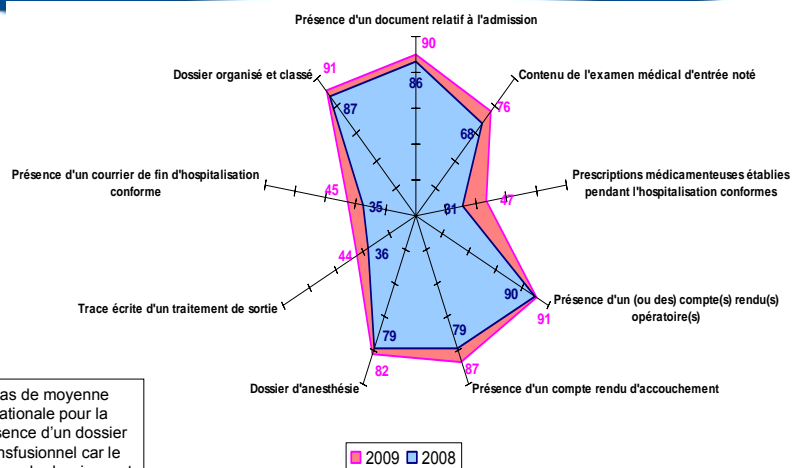 Présence d'un document relatif à l'admission
90
86
91
Dossier organisé et classé
87
Contenu de l'examen médical d'entrée noté
76
68
Présence d'un courrier de fin d'hospitalisation
conforme
45
35
Prescriptions médicamenteuses établies
pendant l'hospitalisation conformes
47
31
44
36
Trace écrite d'un traitement de sortie
90
Présence d'un (ou des) compte(s) rendu(s)
opératoire(s)
91
79
82
Dossier d'anesthésie
79
87
Présence d'un compte rendu d'accouchement
as de moyenne
ationale pour la
sence d'un dossier
nsfusionnel car le
2009 2008